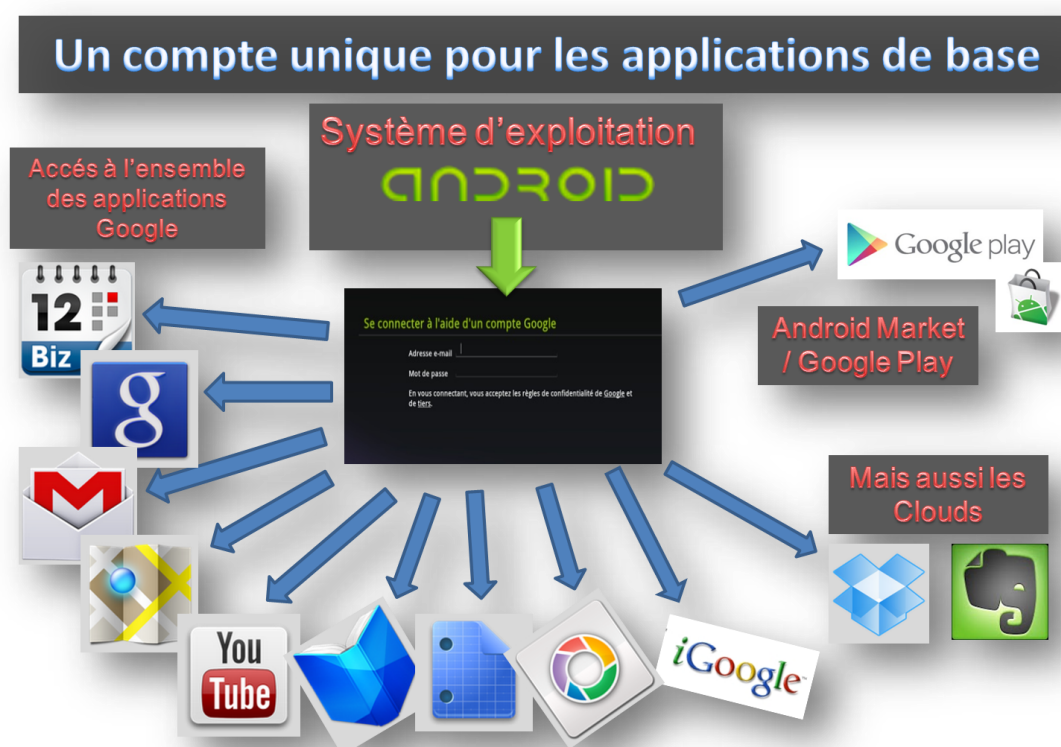 Un compte unique pour les applications de base
Système d'exploitation
ANDROID
Accés à l'ensemble
des applications
Google
12
Biz
g
Se connecter à l'aide d'un compte Google
Adresse e-mail
Mot de passe
En vous connectant, vous acceptez les règles de confidentialité de Google et
de tiers.
Google play
Android Market
/ Google Play
Mais aussi les
Clouds
You
Tube
iGoogle™